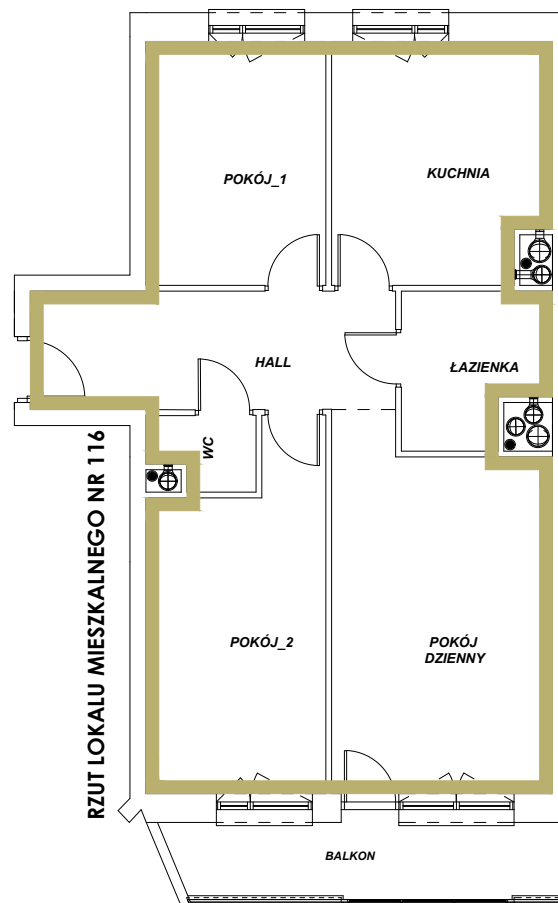 POKÓJ_1
KUCHNIA
HALL
ŁAZIENKA
WC
RZUT LOKALU MIESZKALNEGO NR 116
POKÓJ_2
POKÓJ
DZIENNY
BALKON